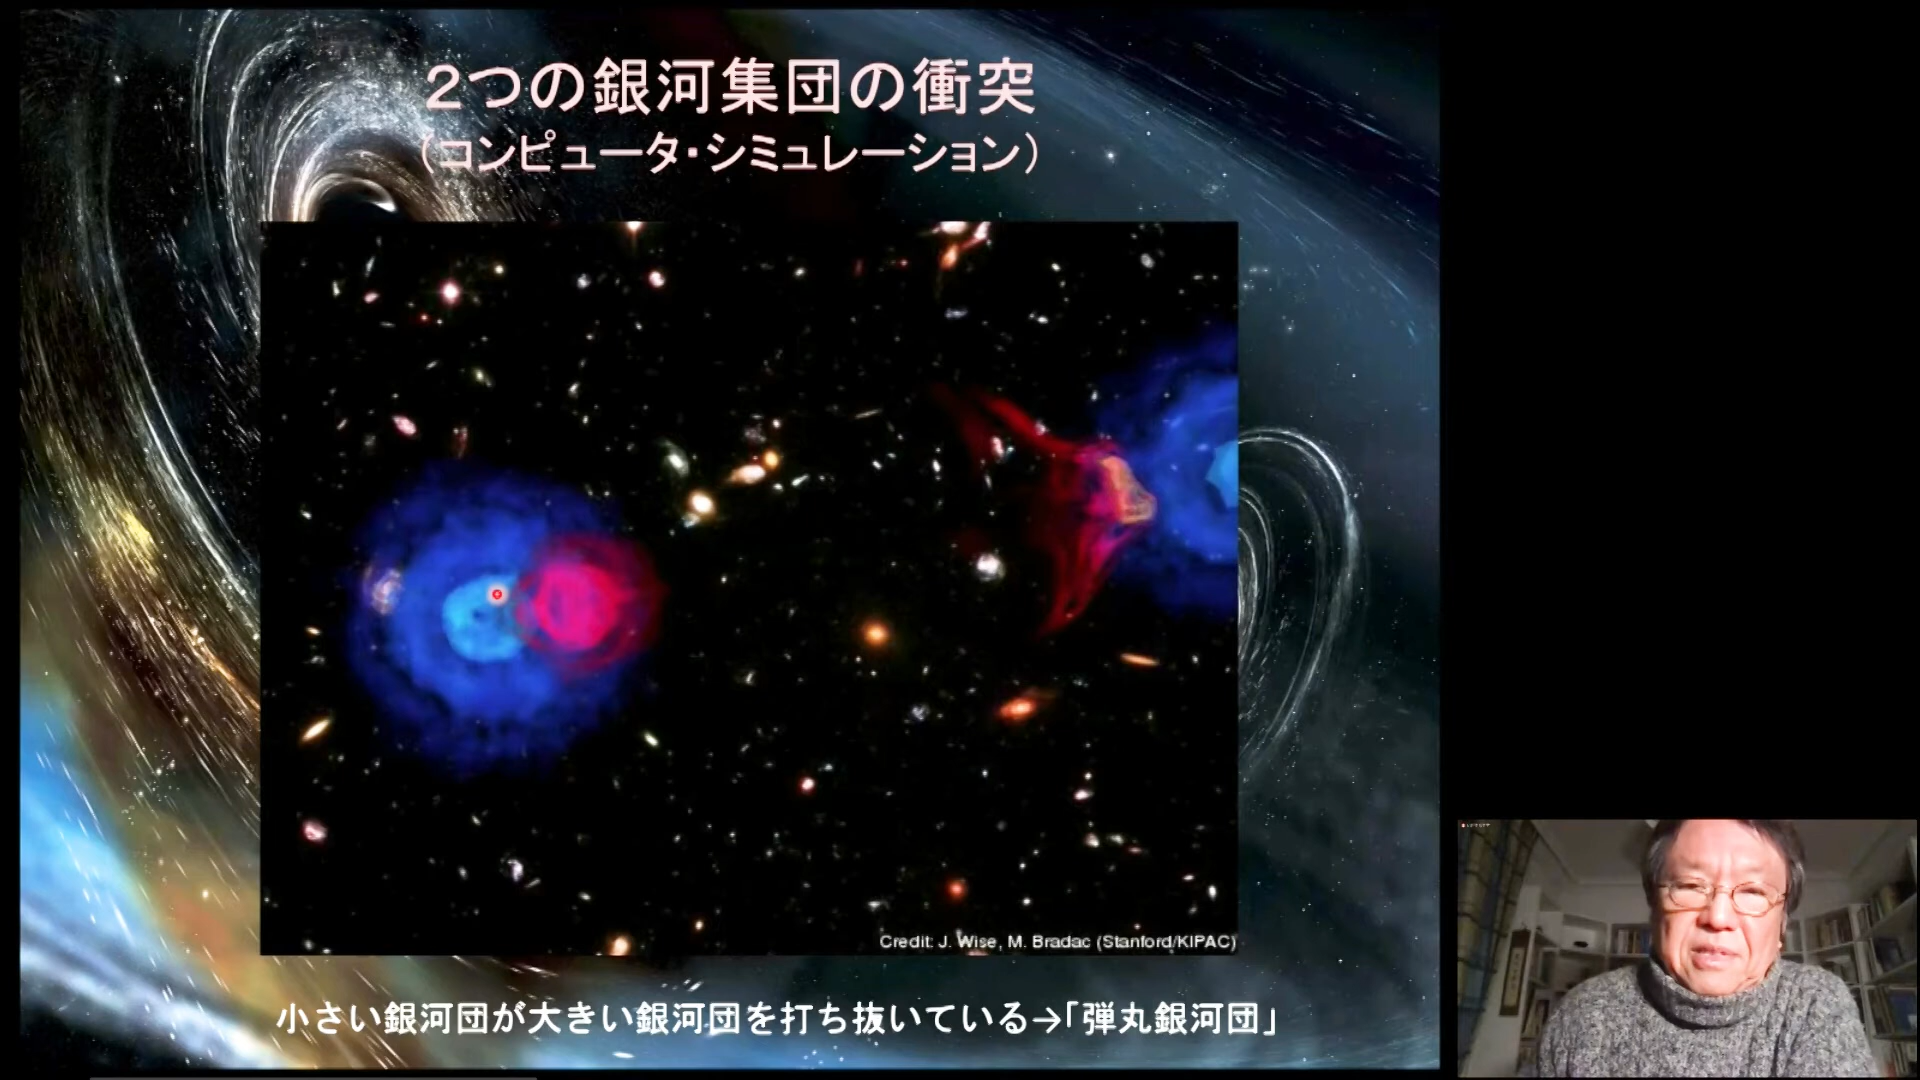 2つの銀河集団の衝突
(コンピュータ・シミュレーション)
Credit: J. Wise, M. Bradac (Stanford/KIPAC)
小さい銀河団が大きい銀河団を打ち抜いている→「弾丸銀河団」